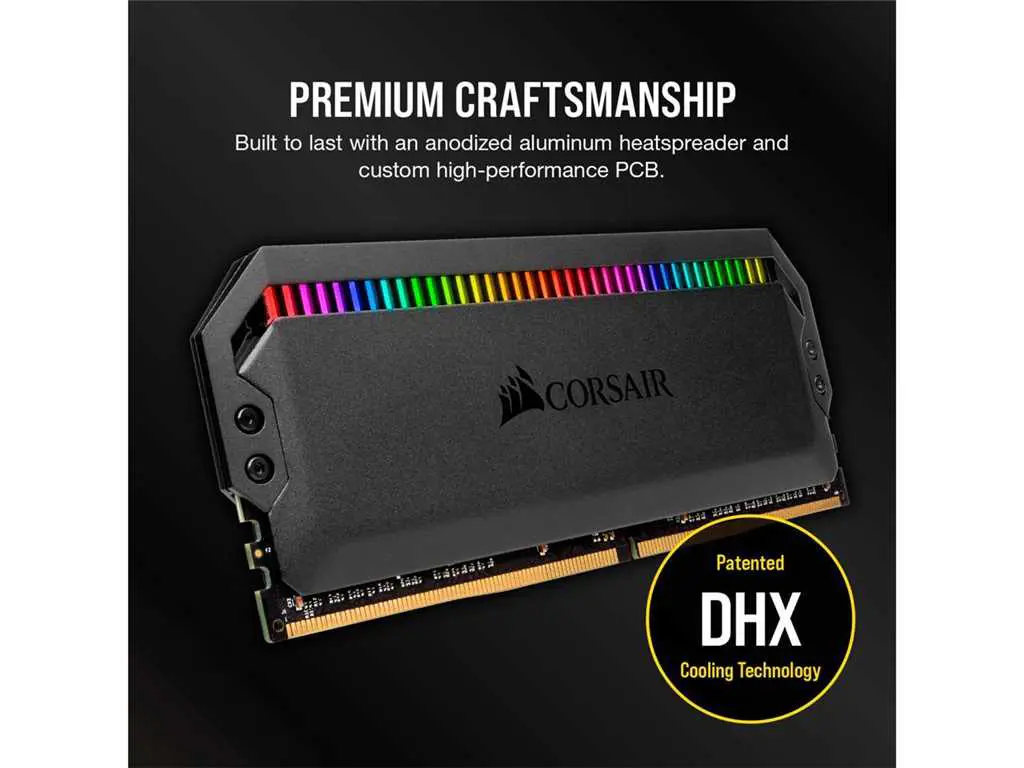 PREMIUM CRAFTSMANSHIP
Built to last with an anodized aluminum heatspreader and
custom high-performance PCB.
CORSAIR
Patented
DHX
Cooling Technology